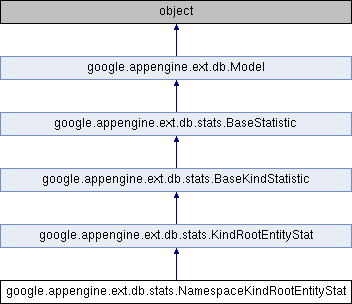 object
google.appengine.ext.db.Model
google.appengine.ext.db.stats.BaseStatistic
google.appengine.ext.db.stats.BaseKindStatistic
google.appengine.ext.db.stats.KindRootEntityStat
google.appengine.ext.db.stats.NamespaceKindRootEntityStat